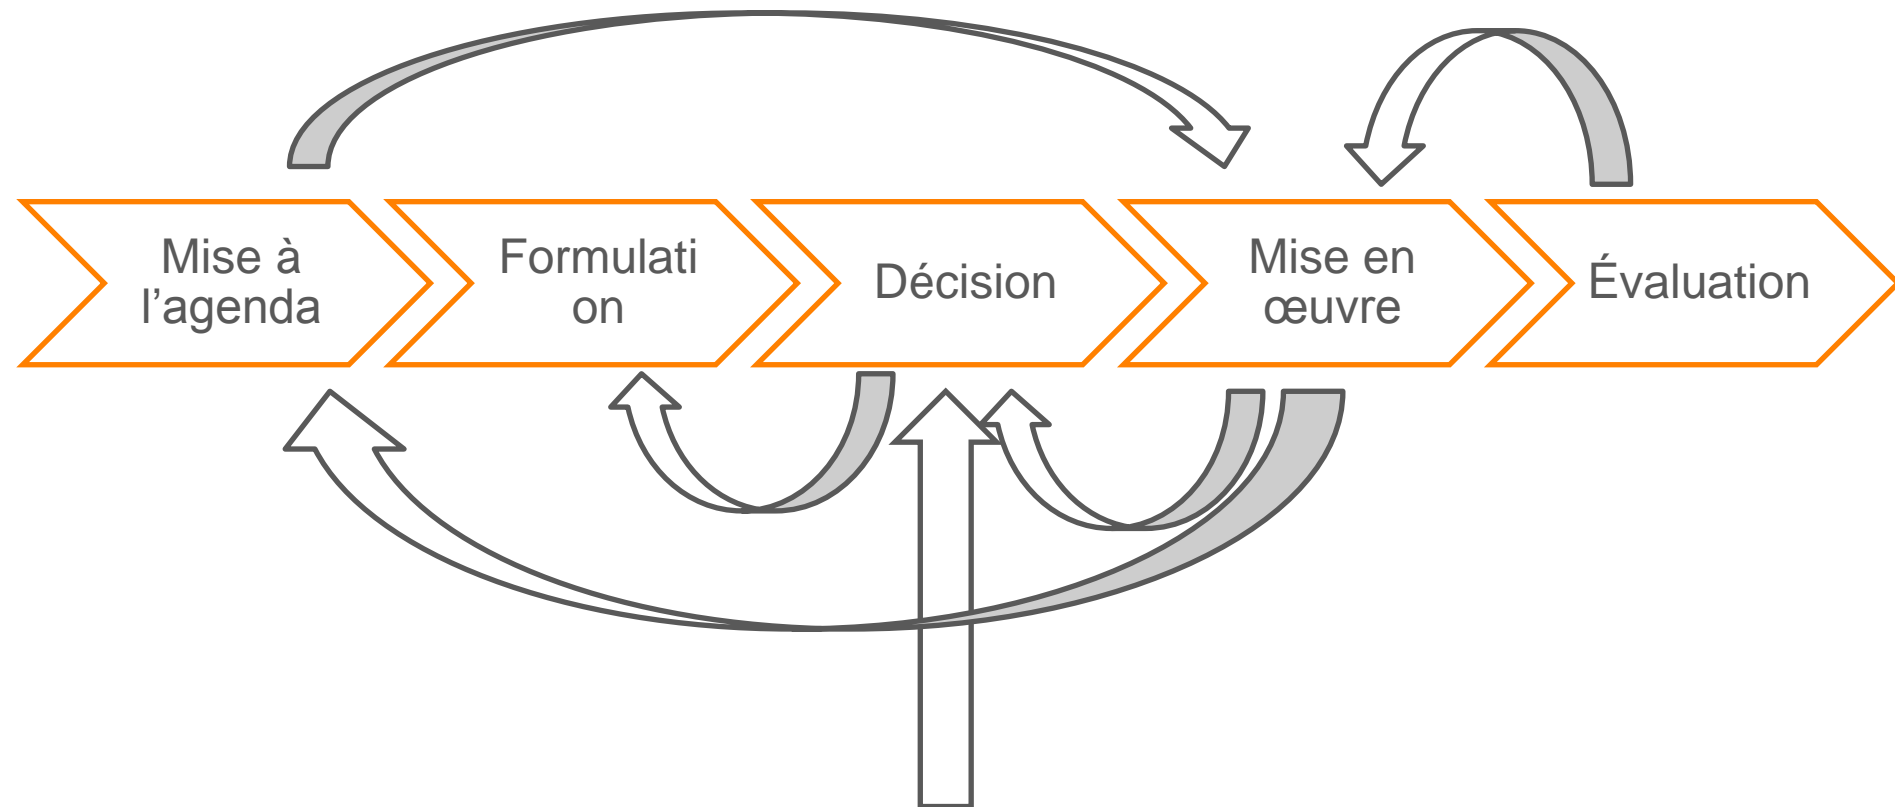 Mise à
l’agenda
Formulati
on
Décision
Mise en
œuvre
Évaluation